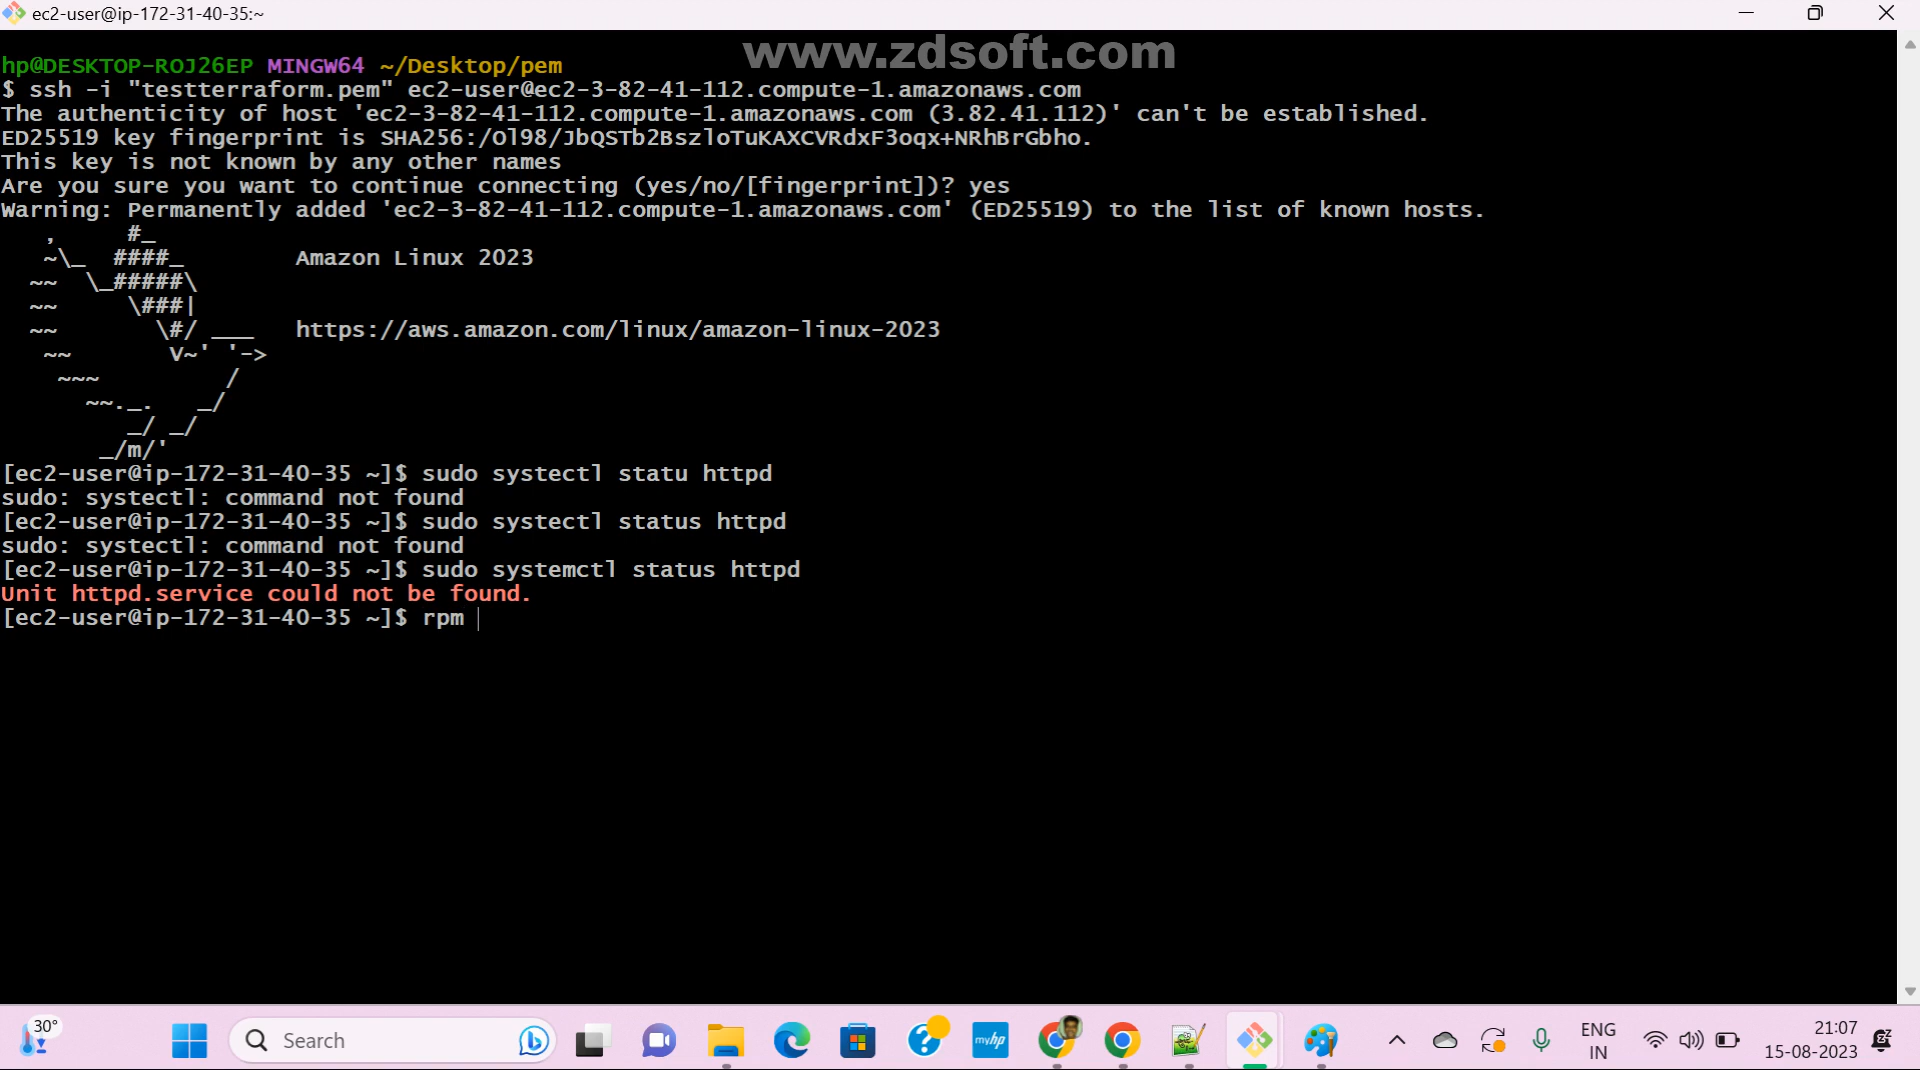 ec2-user@ip-172-31-40-35:~
www.zdsoft.com
hp@DESKTOP-ROJ26EP MINGW64 ~/Desktop/pem
$ ssh -i "testterraform.pem" ec2-user@ec2-3-82-41-112.compute-1.amazonaws.com
The authenticity of host 'ec2-3-82-41-112.compute-1.amazonaws.com (3.82.41.112)' can't be established.
ED25519 key fingerprint is SHA256:/Ol98/JbQSTb2BszloTuKAXCVRdxF3oqx+NRhBrGbho.
This key is not known by any other names
Are you sure you want to continue connecting (yes/no/[fingerprint])? yes
Warning: Permanently added 'ec2-3-82-41-112.compute-1.amazonaws.com' (ED25519) to the list of known hosts.
   ,     #_
   ~\_  ####_        Amazon Linux 2023
  ~~  \_#####\
  ~~     \###|
  ~~       \#/ ___   https://aws.amazon.com/linux/amazon-linux-2023
   ~~       V~' '->
    ~~~         /
      ~~._.   _/
         _/ _/
       _/m/'
[ec2-user@ip-172-31-40-35 ~]$ sudo systectl statu httpd
sudo: systectl: command not found
[ec2-user@ip-172-31-40-35 ~]$ sudo systectl status httpd
sudo: systectl: command not found
[ec2-user@ip-172-31-40-35 ~]$ sudo systemctl status httpd
Unit httpd.service could not be found.
[ec2-user@ip-172-31-40-35 ~]$ rpm
30°
Search
myhp
ENG
IN
21:07
15-08-2023